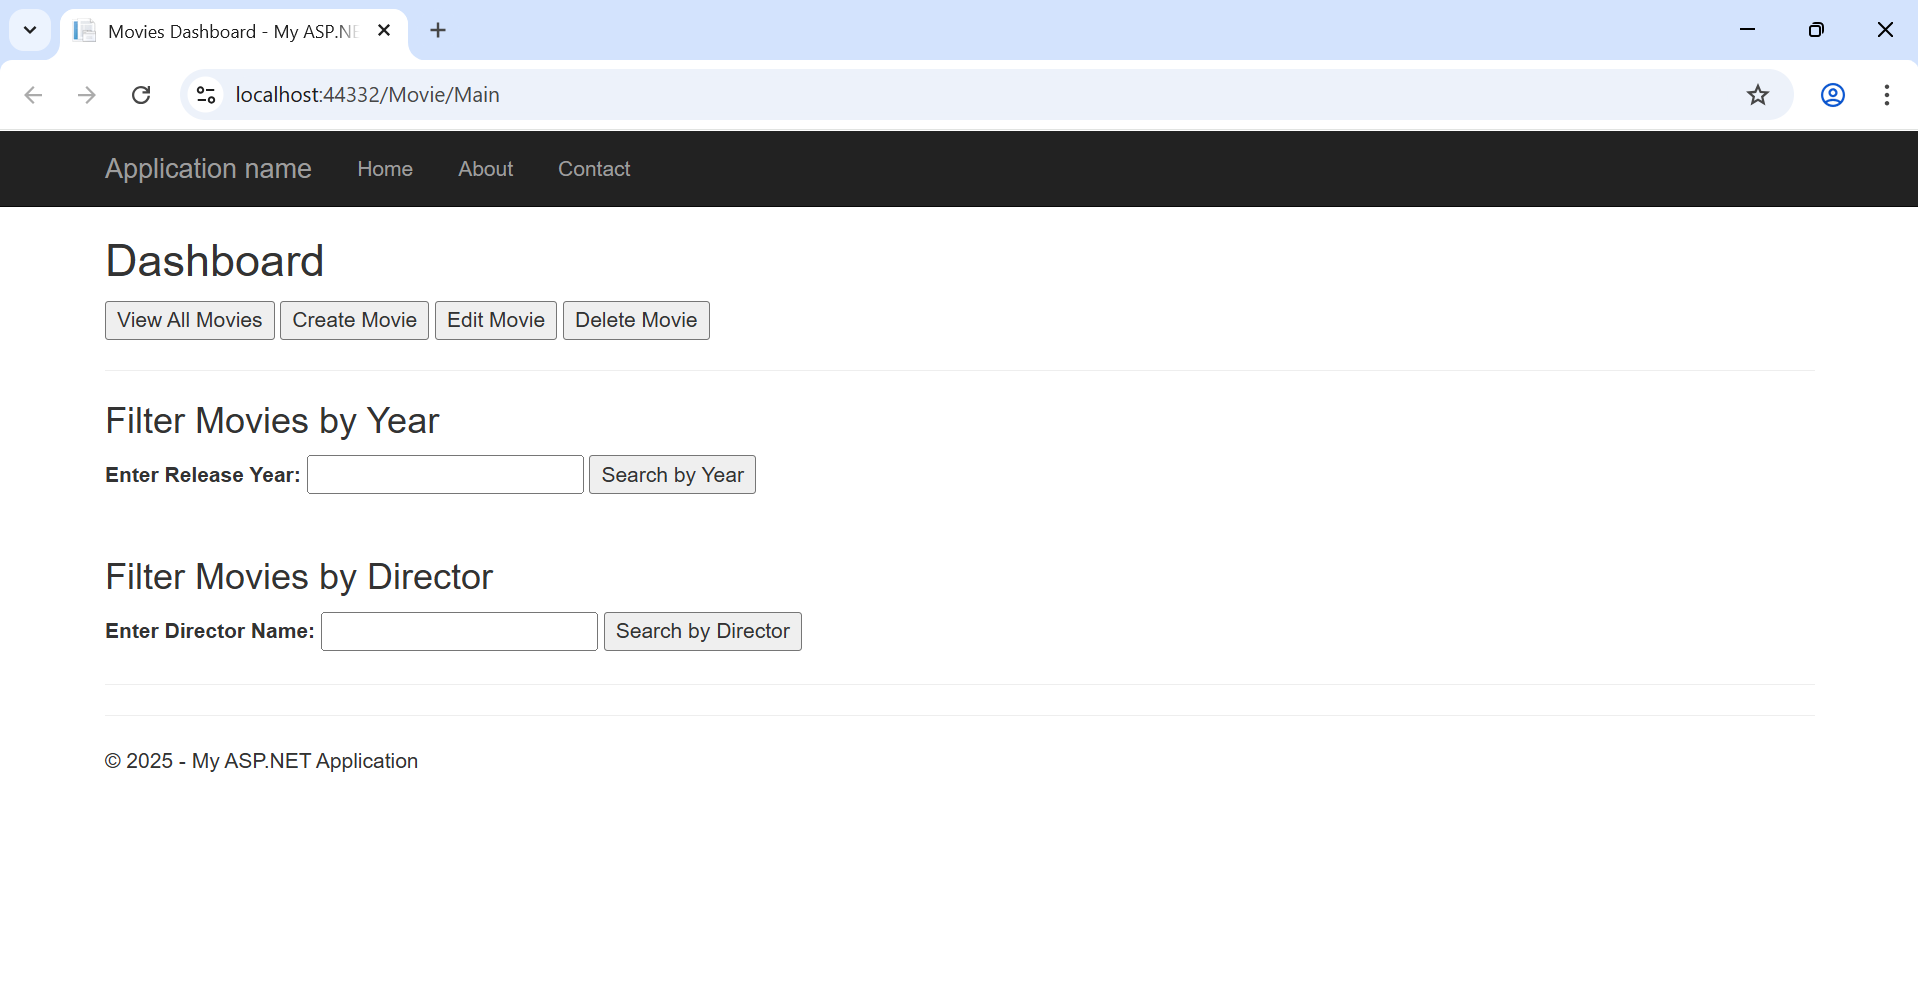 Movies Dashboard - My ASP.NE
localhost:44332/Movie/Main
Application name Home About Contact
Dashboard
View All Movies Create Movie Edit Movie Delete Movie
Filter Movies by Year
Enter Release Year: Search by Year
Filter Movies by Director
Enter Director Name: Search by Director
© 2025 - My ASP.NET Application